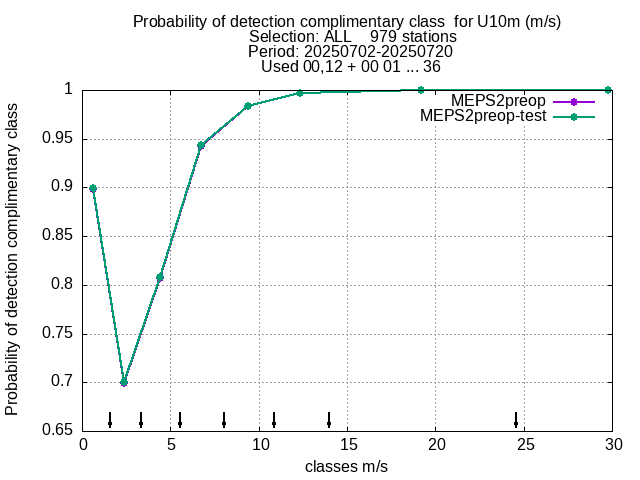 Probability of detection complimentary class  for U10m (m/s)
Selection: ALL    979 stations
Period: 20250702-20250720
Used 00,12 + 00 01 ... 36
MEPS2preop
MEPS2preop-test
Probability of detection complimentary class
1
0.95
0.9
0.85
0.8
0.75
0.7
0.65
0 5 10 15 20 25 30
classes m/s